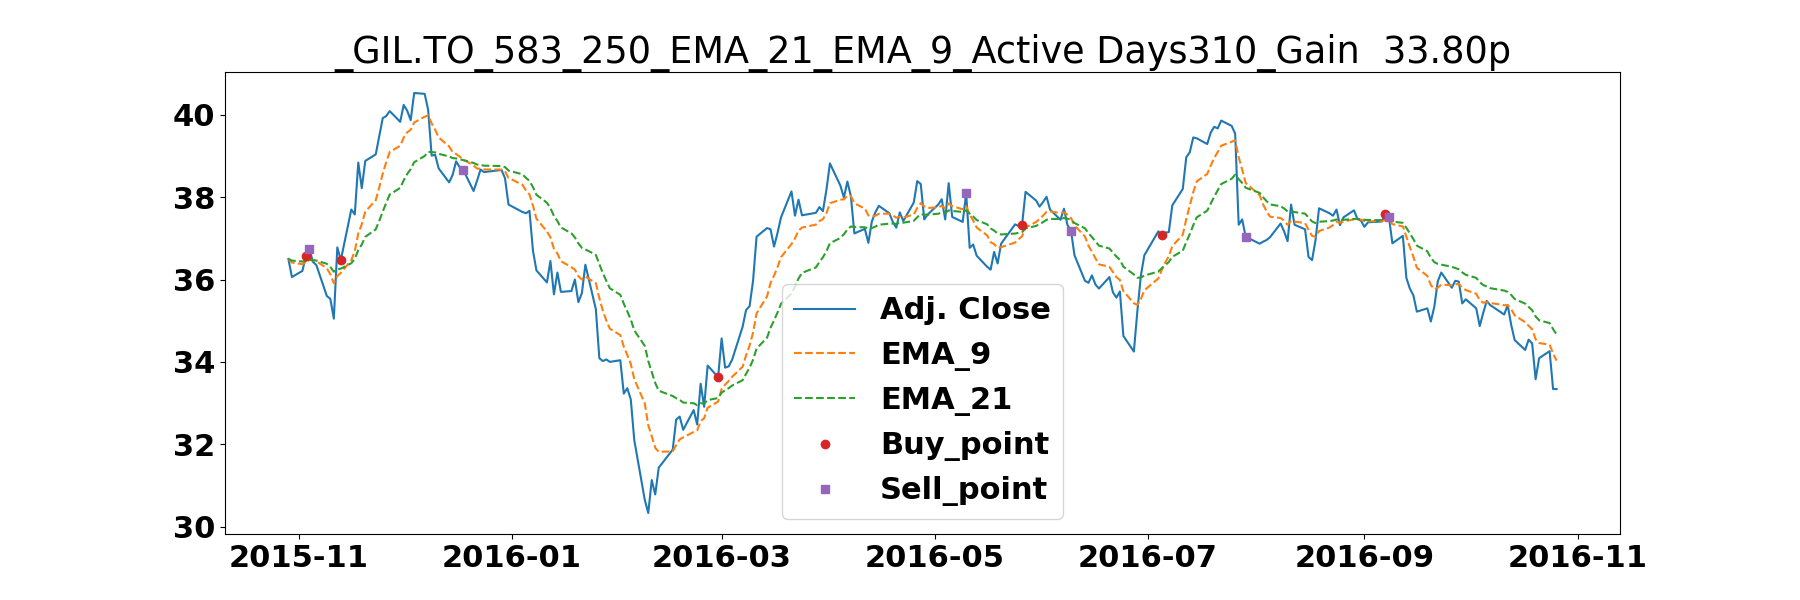 _GIL.TO_583_250_EMA_21_EMA_9_Active Days310_Gain  33.80p
40
38
36
34
32
30
Adj. Close
EMA_9
EMA_21
Buy_point
Sell_point
2015-11 2016-01 2016-03 2016-05 2016-07 2016-09 2016-11